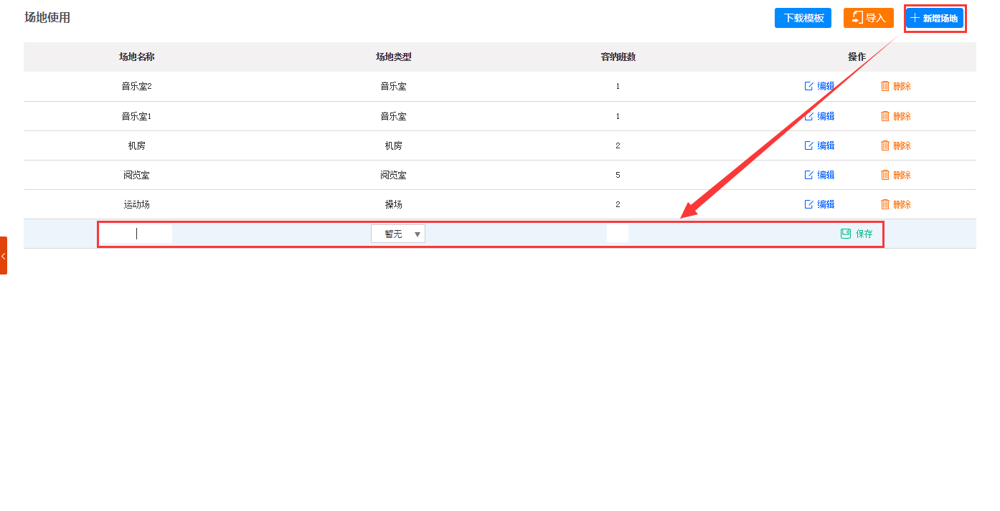 场地使用 下载模板 导入 新增场地
场地名称 场地类型 容纳班数 操作
音乐室2 音乐室 1 编辑 删除
音乐室1 音乐室 1 编辑 删除
机房 机房 2 编辑 删除
阅览室 阅览室 5 编辑 删除
运动场 操场 2 编辑 删除
暂无 保存